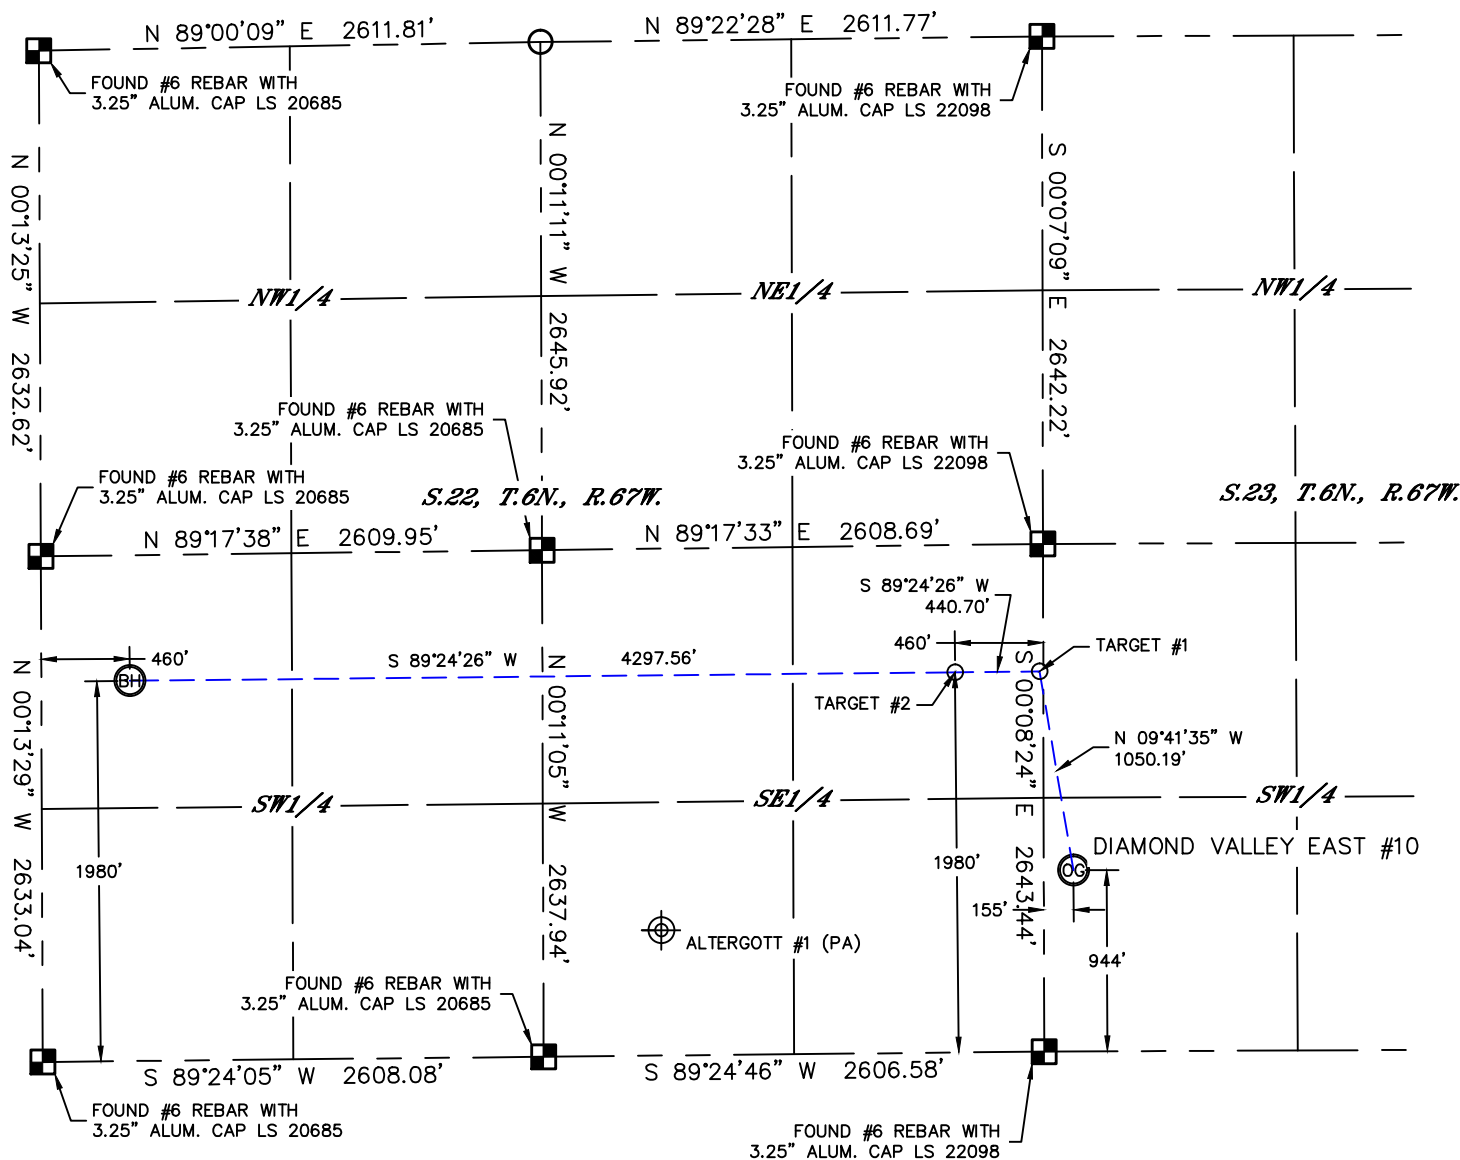 N 89°00'09" E 2611.81'
N 89°22'28" E 2611.77'
FOUND #6 REBAR WITH
3.25" ALUM. CAP LS 20685
FOUND #6 REBAR WITH
3.25" ALUM. CAP LS 22098
N 00°13'25" W 2632.62'
N 00°11'11" W 2645.92'
S 00°07'09" E 2642.22'
NW1/4
NE1/4
NW1/4
FOUND #6 REBAR WITH
3.25" ALUM. CAP LS 20685
FOUND #6 REBAR WITH
3.25" ALUM. CAP LS 22098
FOUND #6 REBAR WITH
3.25" ALUM. CAP LS 20685
S.22, T.6N., R.67W.
S.23, T.6N., R.67W.
N 89°17'38" E 2609.95'
N 89°17'33" E 2608.69'
S 89°24'26" W
440.70'
460'
460'
TARGET #1
S 89°24'26" W 4297.56'
BH
TARGET #2
N 00°13'29" W 2633.04'
N 00°11'05" W 2637.94'
S 00°08'24" E 2643.44'
N 09°41'35" W
1050.19'
SW1/4
SE1/4
SW1/4
DIAMOND VALLEY EAST #10
OG
1980'
1980'
155'
944'
ALTERGOTT #1 (PA)
FOUND #6 REBAR WITH
3.25" ALUM. CAP LS 20685
S 89°24'05" W 2608.08'
S 89°24'46" W 2606.58'
FOUND #6 REBAR WITH
3.25" ALUM. CAP LS 20685
FOUND #6 REBAR WITH
3.25" ALUM. CAP LS 22098